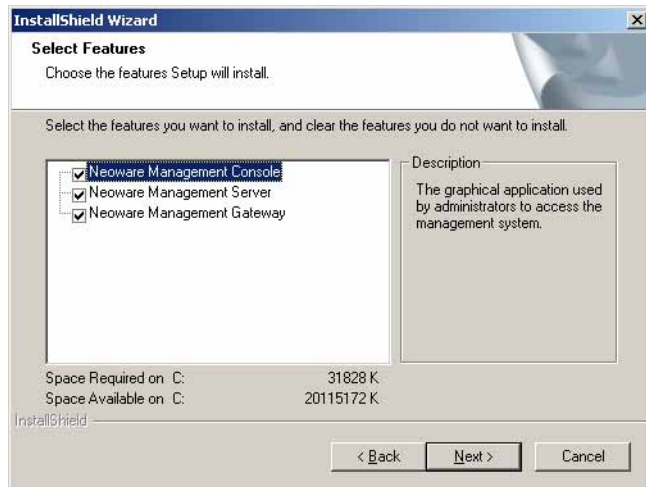 InstallShield Wizard
Select Features
Choose the features Setup will install.
Select the features you want to install, and clear the features you do not want to install.
Neoware Management Console
Neoware Management Server
Neoware Management Gateway
Description
The graphical application used
by administrators to access the
management system.
Space Required on C: 31828 K
Space Available on C: 20115172 K
InstallShield
< Back
Next >
Cancel